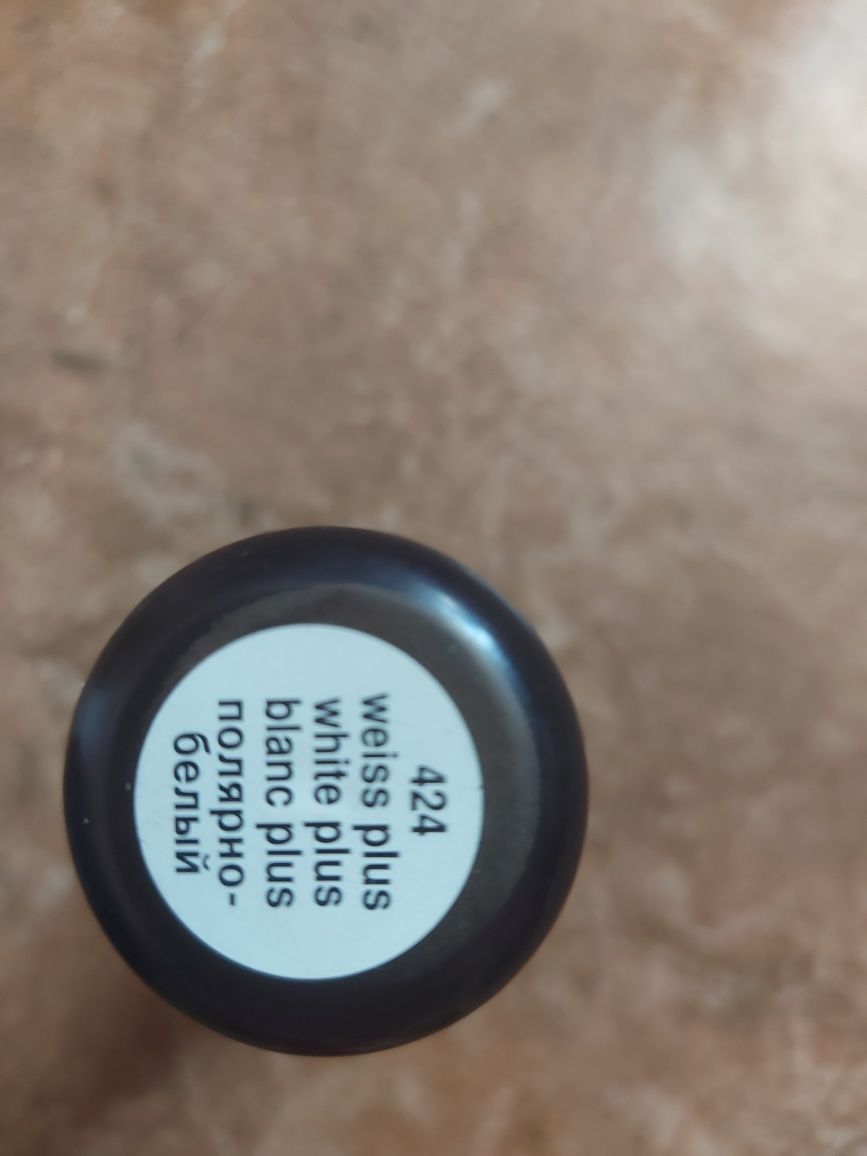 424
weiss plus
white plus
blanc plus
полярно-
белый